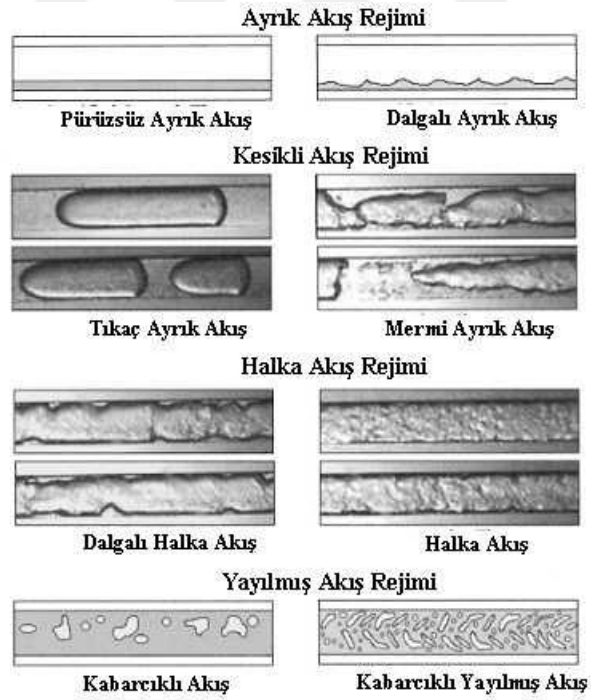 Ayrık Akış Rejimi
Pürüzsüz Ayrık Akış
Dalgalı Ayrık Akış
Kesikli Akış Rejimi
Tıkaç Ayrık Akış
Mermi Ayrık Akış
Halka Akış Rejimi
Dalgalı Halka Akış
Halka Akış
Yayılmış Akış Rejimi
Kabarcıklı Akış
Kabarcıklı Yayılmış Akış